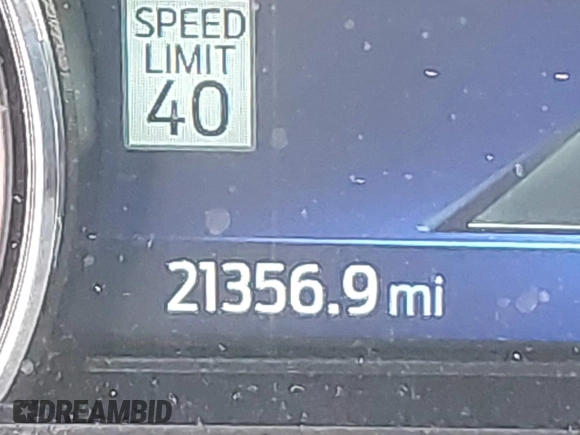 SPEED
LIMIT
40
21356.9 mi
DREAMBID